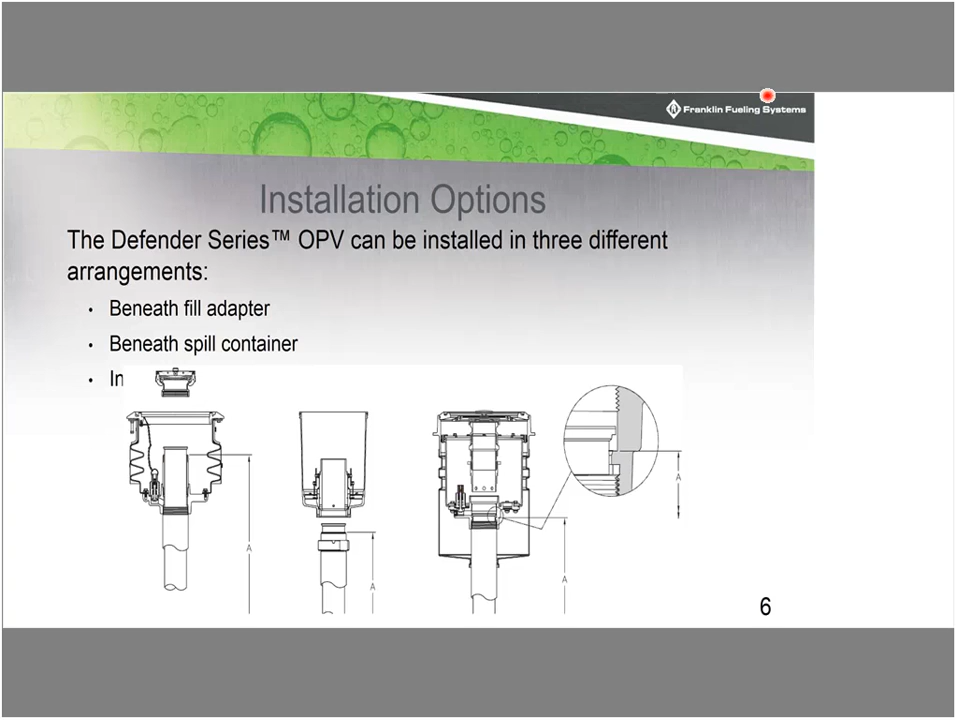 Franklin Fueling Systems
Installation Options
The Defender Series™ OPV can be installed in three different
arrangements:
• Beneath fill adapter
• Beneath spill container
• In
A
A
A
A
6